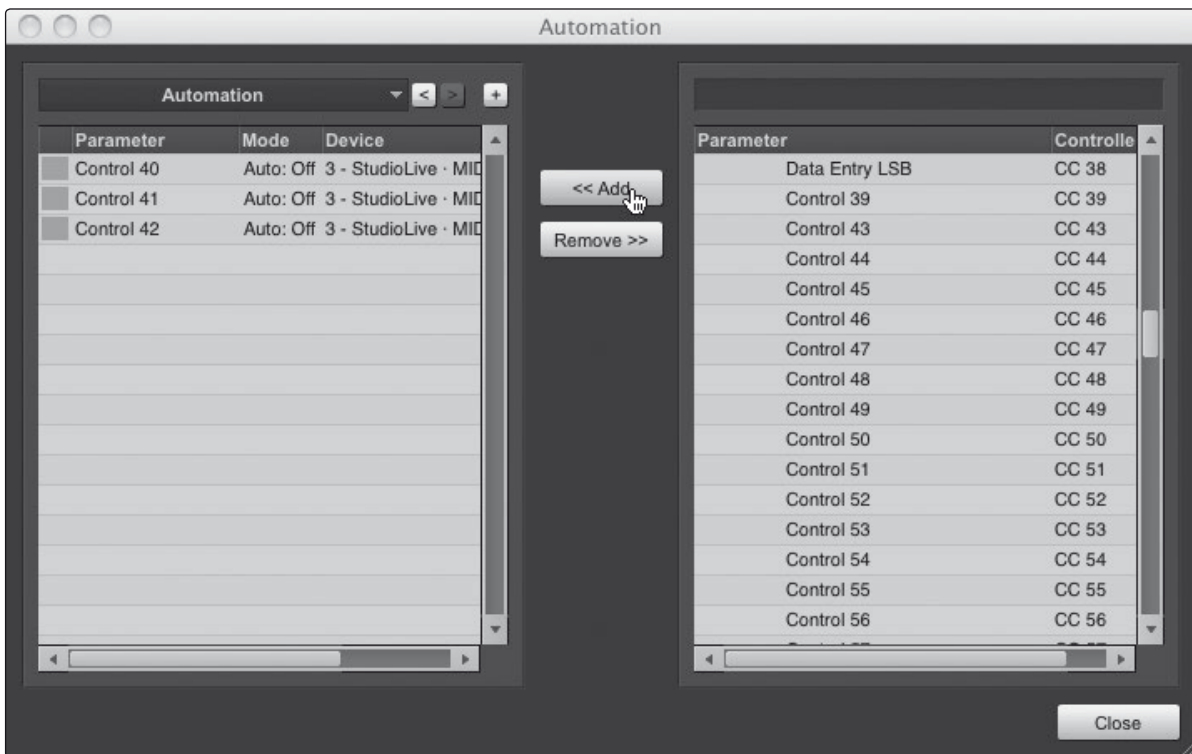 Automation
Automation < > +
Parameter Mode Device
Control 40 Auto: Off 3 - StudioLive · MID
Control 41 Auto: Off 3 - StudioLive · MID
Control 42 Auto: Off 3 - StudioLive · MID
<< Add
Remove >>
Parameter Controlle
Data Entry LSB CC 38
Control 39 CC 39
Control 43 CC 43
Control 44 CC 44
Control 45 CC 45
Control 46 CC 46
Control 47 CC 47
Control 48 CC 48
Control 49 CC 49
Control 50 CC 50
Control 51 CC 51
Control 52 CC 52
Control 53 CC 53
Control 54 CC 54
Control 55 CC 55
Control 56 CC 56
Close